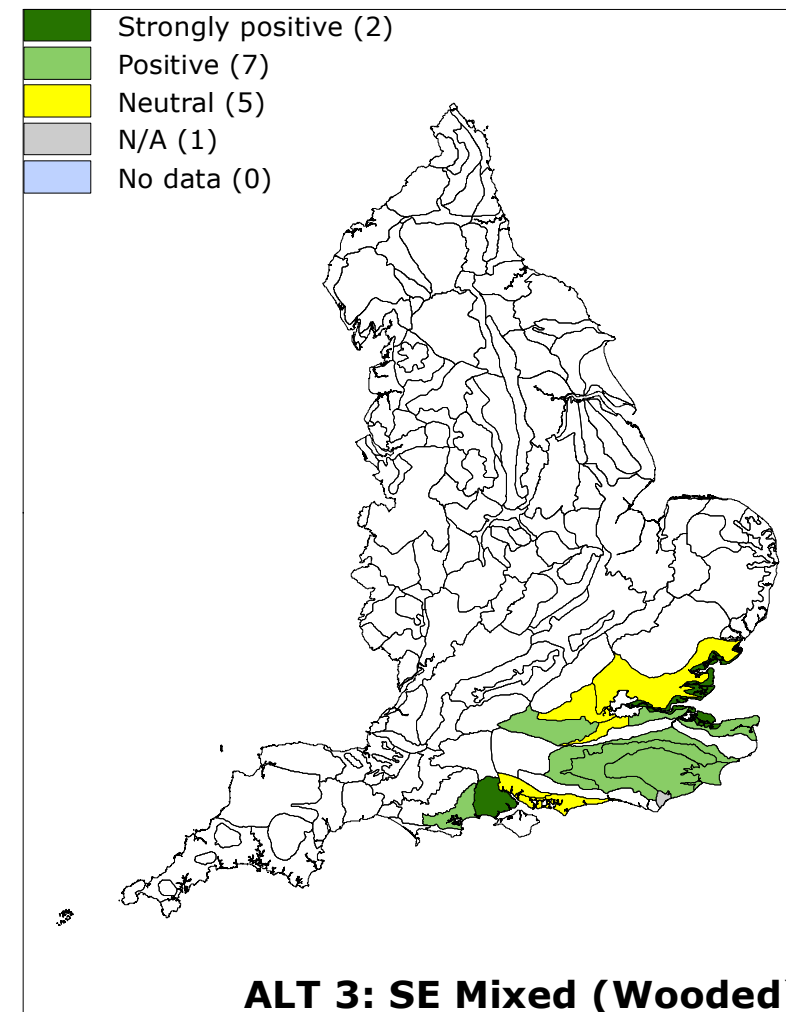 Strongly positive (2)
Positive (7)
Neutral (5)
N/A (1)
No data (0)
ALT 3: SE Mixed (Wooded)